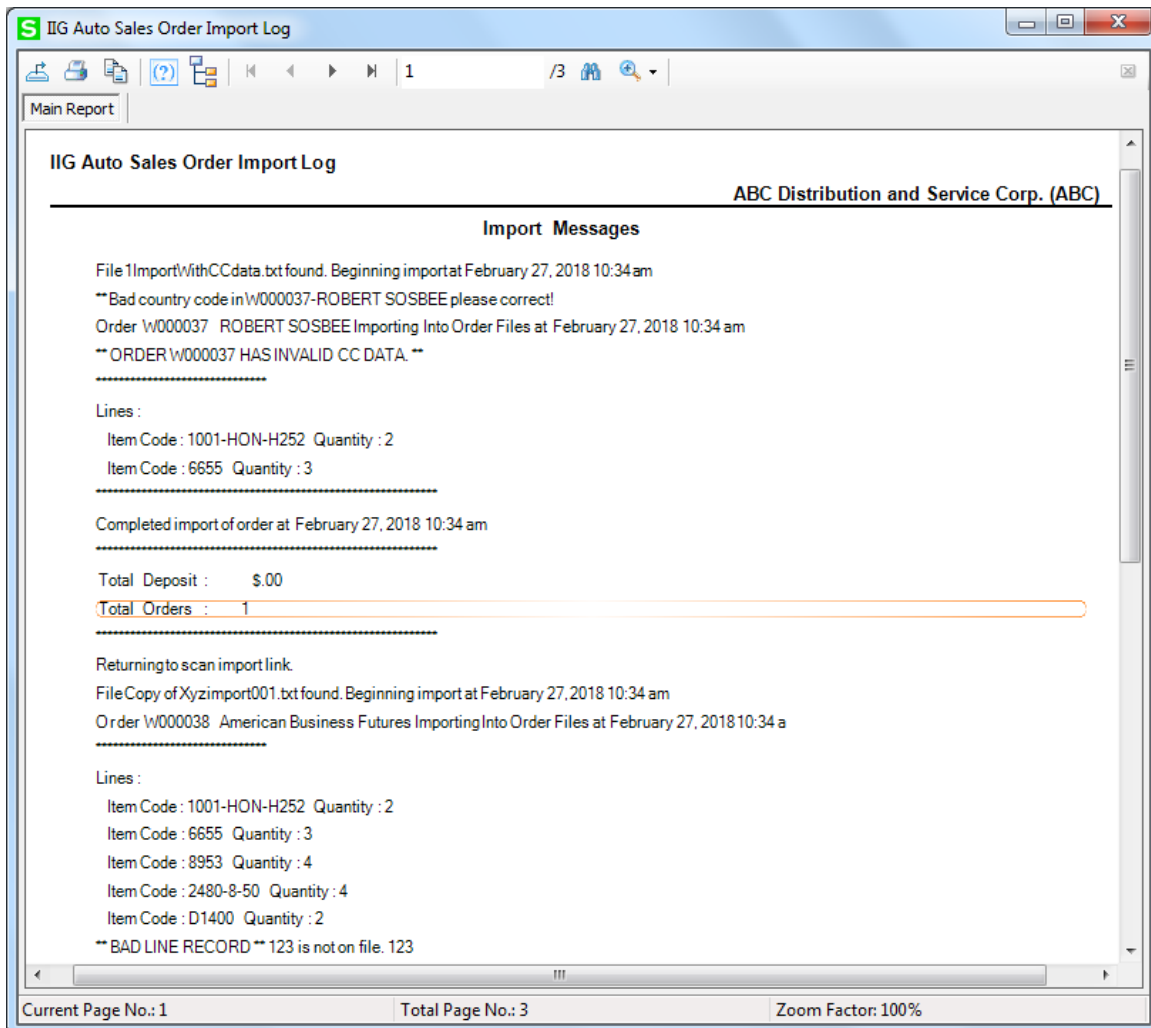 IIG Auto Sales Order Import Log
1 /3
Main Report
IIG Auto Sales Order Import Log
ABC Distribution and Service Corp. (ABC)
Import Messages
File 1ImportWithCCdata.txt found. Beginning import at February 27, 2018 10:34 am
**Bad country code in W000037-ROBERT SOSBEE please correct!
Order W000037 ROBERT SOSBEE Importing Into Order Files at February 27, 2018 10:34 am
** ORDER W000037 HAS INVALID CC DATA. **
******************************
Lines :
Item Code : 1001-HON-H252 Quantity : 2
Item Code : 6655 Quantity : 3
************************************************************
Completed import of order at February 27, 2018 10:34 am
************************************************************
Total Deposit : $.00
Total Orders : 1
************************************************************
Returning to scan import link.
File Copy of Xyzimport001.txt found. Beginning import at February 27, 2018 10:34 am
Order W000038 American Business Futures Importing Into Order Files at February 27, 2018 10:34 a
******************************
Lines :
Item Code : 1001-HON-H252 Quantity : 2
Item Code : 6655 Quantity : 3
Item Code : 8953 Quantity : 4
Item Code : 2480-8-50 Quantity : 4
Item Code : D1400 Quantity : 2
** BAD LINE RECORD ** 123 is not on file. 123
Current Page No.: 1 Total Page No.: 3 Zoom Factor: 100%